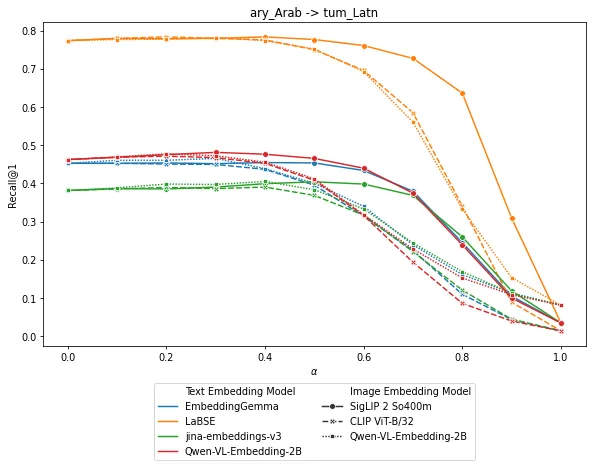 ary_Arab -> tum_Latn
0.8
0.7
0.6
0.5
0.4
0.3
0.2
0.1
0.0
Recall@1
0.0 0.2 0.4 0.6 0.8 1.0
α
Text Embedding Model Image Embedding Model
EmbeddingGemma SigLIP 2 So400m
LaBSE CLIP ViT-B/32
jina-embeddings-v3 Qwen-VL-Embedding-2B
Qwen-VL-Embedding-2B